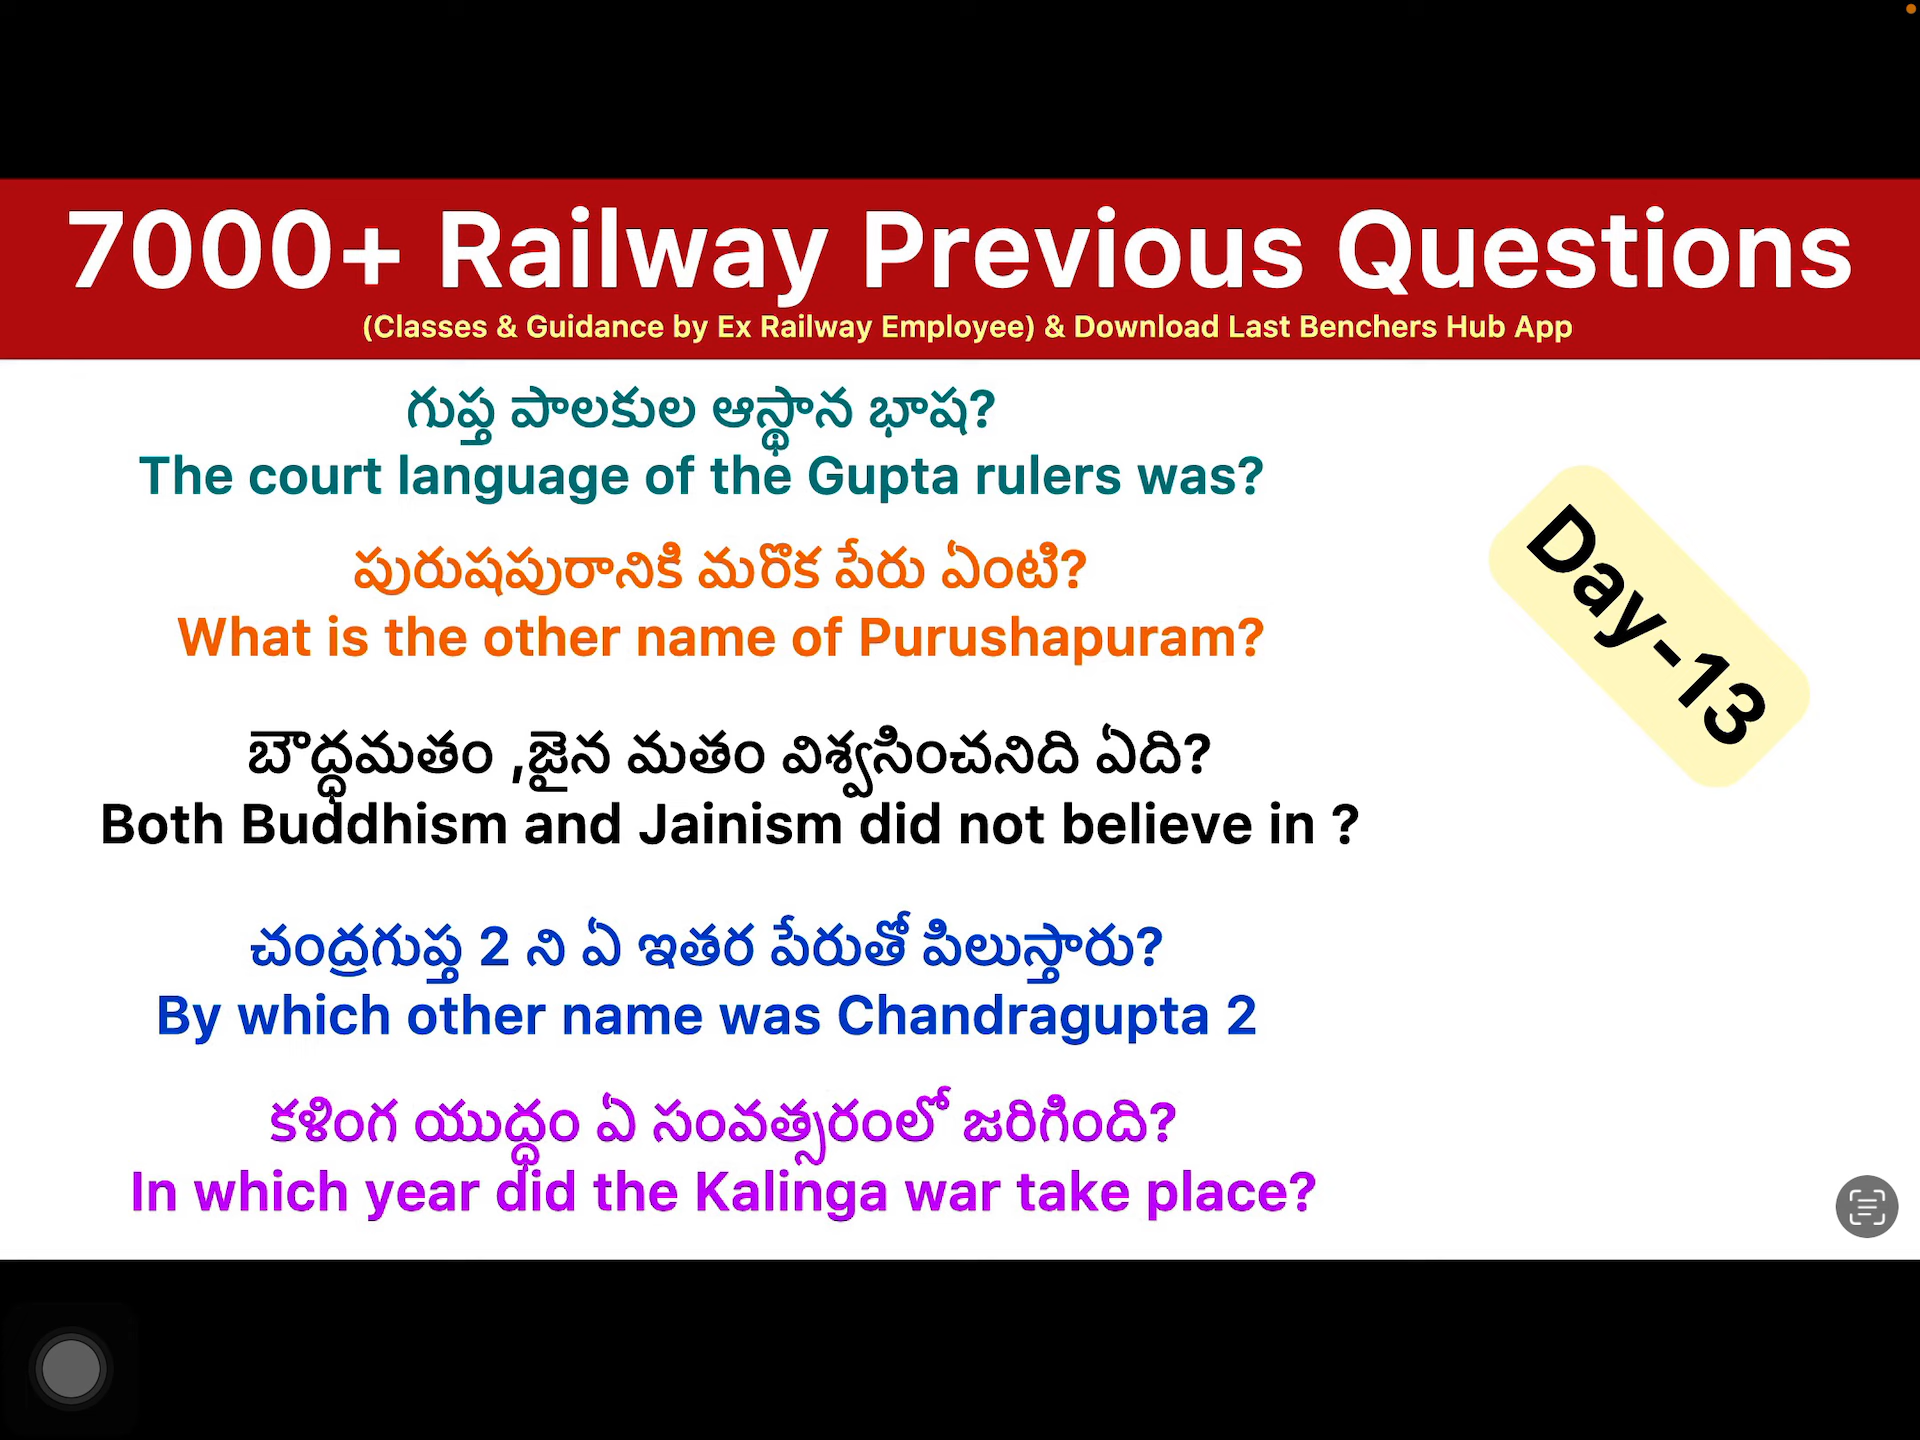 7000+ Railway Previous Questions
(Classes & Guidance by Ex Railway Employee) & Download Last Benchers Hub App
గుప్త పాలకుల ఆస్థాన భాష?
The court language of the Gupta rulers was?
పురుషపురానికి మరొక పేరు ఏంటి?
What is the other name of Purushapuram?
Day-13
బౌద్ధమతం ,జైన మతం విశ్వసించనిది ఏది?
Both Buddhism and Jainism did not believe in ?
చంద్రగుప్త 2 ని ఏ ఇతర పేరుతో పిలుస్తారు?
By which other name was Chandragupta 2
కళింగ యుద్ధం ఏ సంవత్సరంలో జరిగింది?
In which year did the Kalinga war take place?